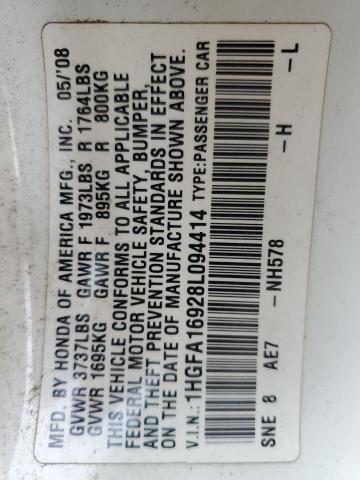 MFD. BY HONDA OF AMERICA MFG., INC. 05/'08
GVWR 3737LBS GAWR F 1973LBS R 1764LBS
GVWR 1695KG GAWR F 895KG R 800KG
THIS VEHICLE CONFORMS TO ALL APPLICABLE
FEDERAL MOTOR VEHICLE SAFETY, BUMPER,
AND THEFT PREVENTION STANDARDS IN EFFECT
ON THE DATE OF MANUFACTURE SHOWN ABOVE.
V.I.N.:1HGFA16928L094414 TYPE:PASSENGER CAR
SNE 8 AE7 -NH578 -H -L